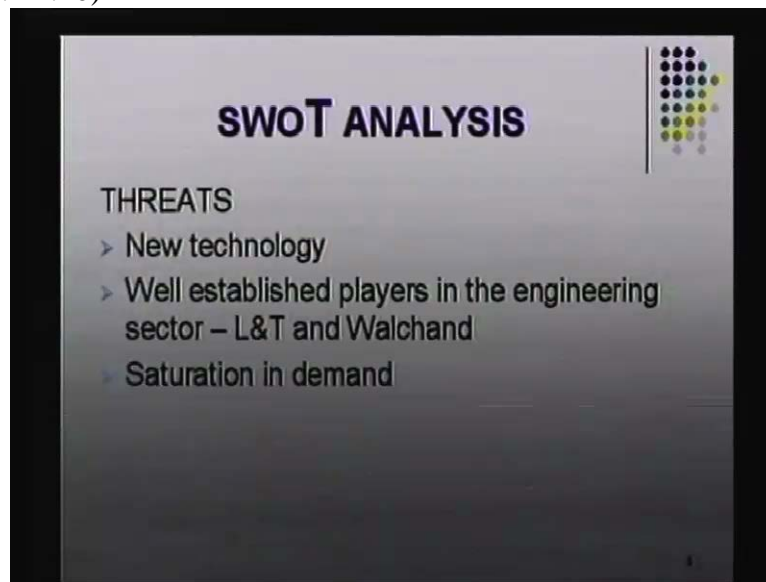 SWOT ANALYSIS
THREATS
New technology
Well established players in the engineering
sector – L&T and Walchand
Saturation in demand